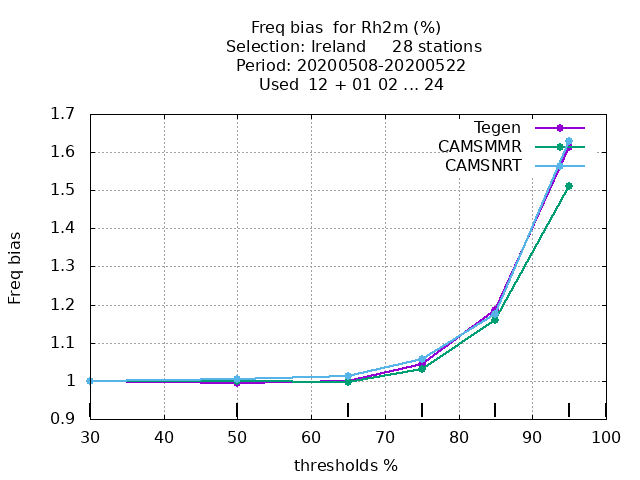 Freq bias  for Rh2m (%)
Selection: Ireland     28 stations
Period: 20200508-20200522
Used  12 + 01 02 ... 24
1.7
1.6
1.5
1.4
1.3
1.2
1.1
1
0.9
Freq bias
Tegen
CAMSMMR
CAMSNRT
30 40 50 60 70 80 90 100
thresholds %